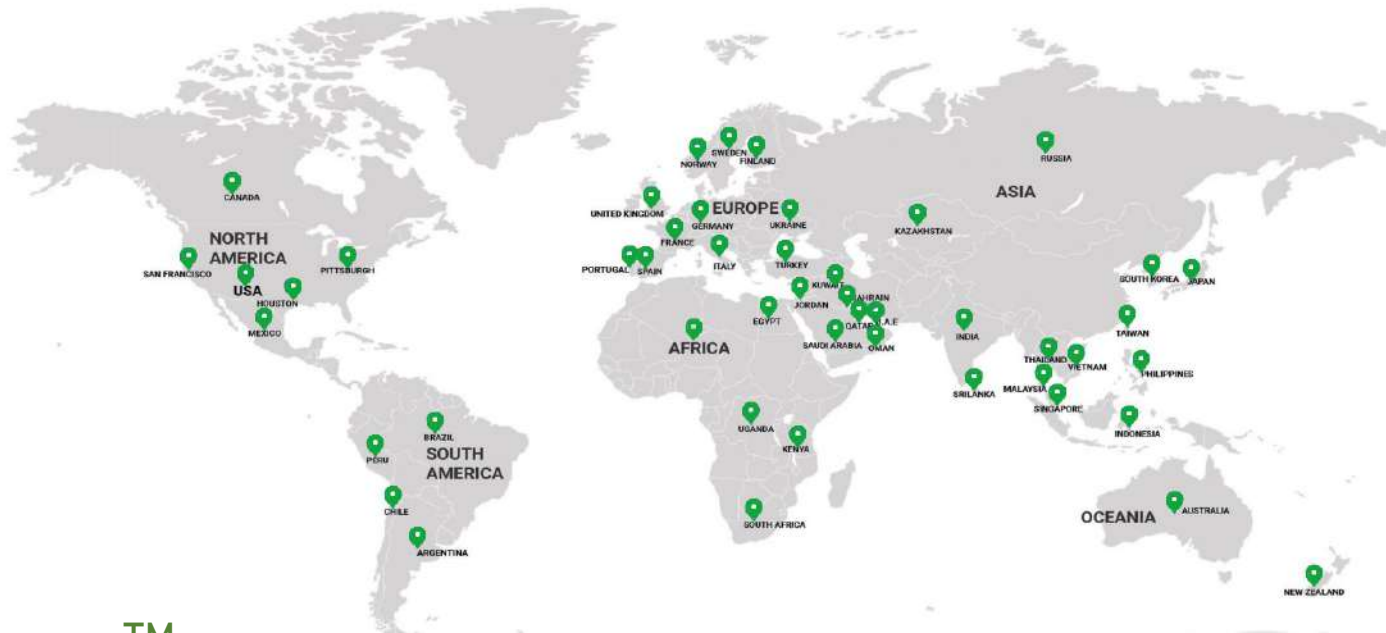 SWEDEN
NORWAY
FINLAND
RUSSIA
CANADA
ASIA
UNITED KINGDOM
EUROPE
GERMANY
UKRAINE
KAZAKHSTAN
NORTH
AMERICA
FRANCE
SAN FRANCISCO
PITTSBURGH
PORTUGAL
SPAIN
ITALY
TURKEY
SOUTH KOREA
JAPAN
USA
KUWAIT
HOUSTON
JORDAN
BAHRAIN
MEXICO
EGYPT
QATAR
U.A.E
INDIA
TAIWAN
AFRICA
SAUDI ARABIA
OMAN
THAILAND
VIETNAM
PHILIPPINES
MALAYSIA
SRILANKA
SINGAPORE
BRAZIL
UGANDA
INDONESIA
PERU
SOUTH
AMERICA
KENYA
CHILE
SOUTH AFRICA
OCEANIA
AUSTRALIA
ARGENTINA
NEW ZEALAND
TM